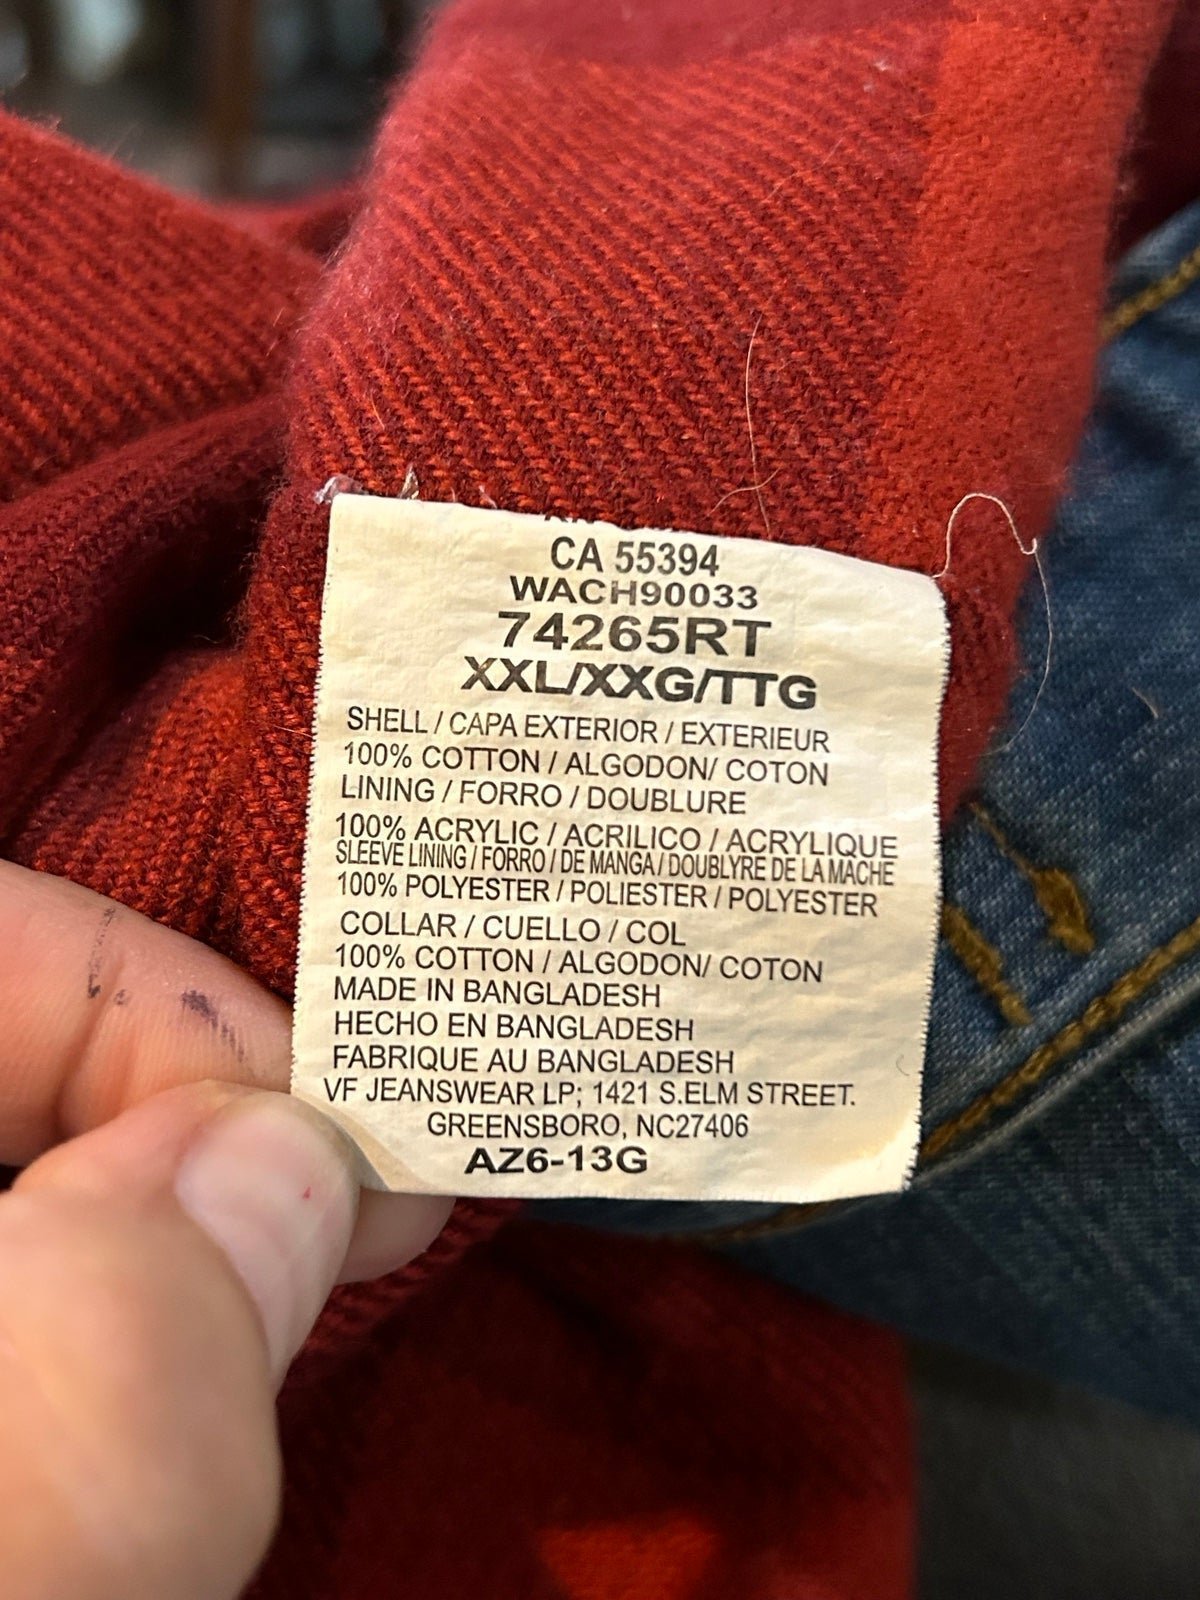 CA 55394
WACH90033
74265RT
XXL/XXG/TTG
SHELL / CAPA EXTERIOR / EXTERIEUR
100% COTTON / ALGODON/ COTON
LINING / FORRO / DOUBLURE
100% ACRYLIC / ACRILICO / ACRYLIQUE
SLEEVE LINING / FORRO / DE MANGA / DOUBLYRE DE LA MACHE
100% POLYESTER / POLIESTER / POLYESTER
COLLAR / CUELLO / COL
100% COTTON / ALGODON/ COTON
MADE IN BANGLADESH
HECHO EN BANGLADESH
FABRIQUE AU BANGLADESH
VF JEANSWEAR LP; 1421 S.ELM STREET.
GREENSBORO, NC27406
AZ6-13G